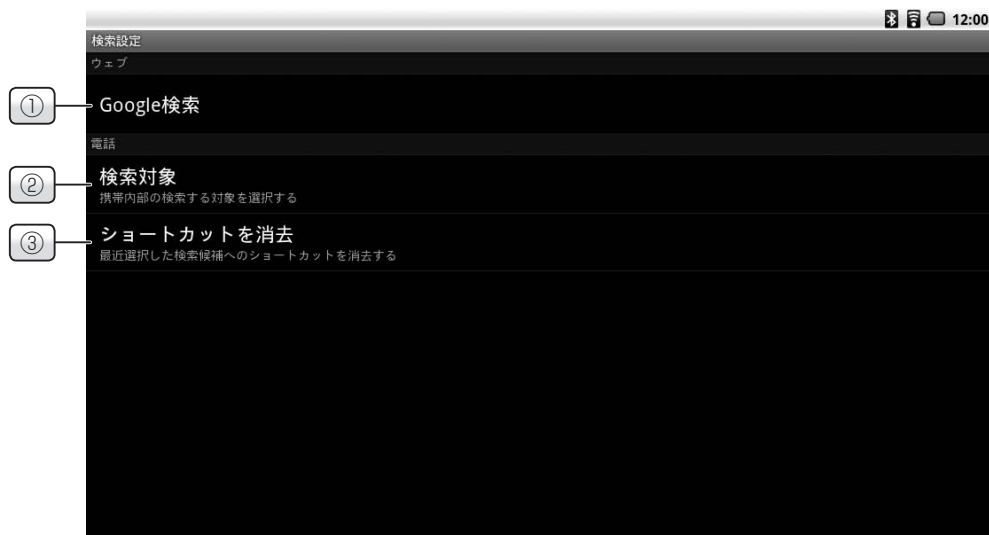 12:00
検索設定
ウェブ
① Google検索
電話
② 検索対象
携帯内部の検索する対象を選択する
③ ショートカットを消去
最近選択した検索候補へのショートカットを消去する